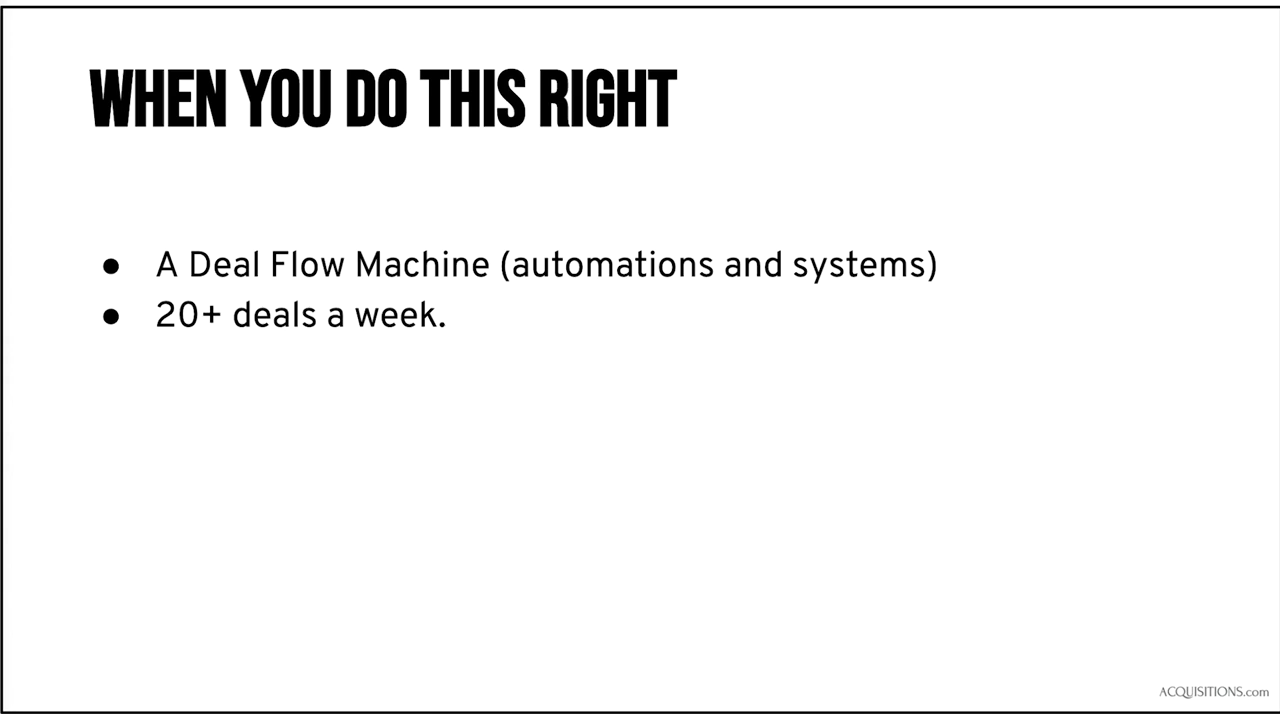 WHEN YOU DO THIS RIGHT
● A Deal Flow Machine (automations and systems)
● 20+ deals a week.
ACQUISITIONS.com